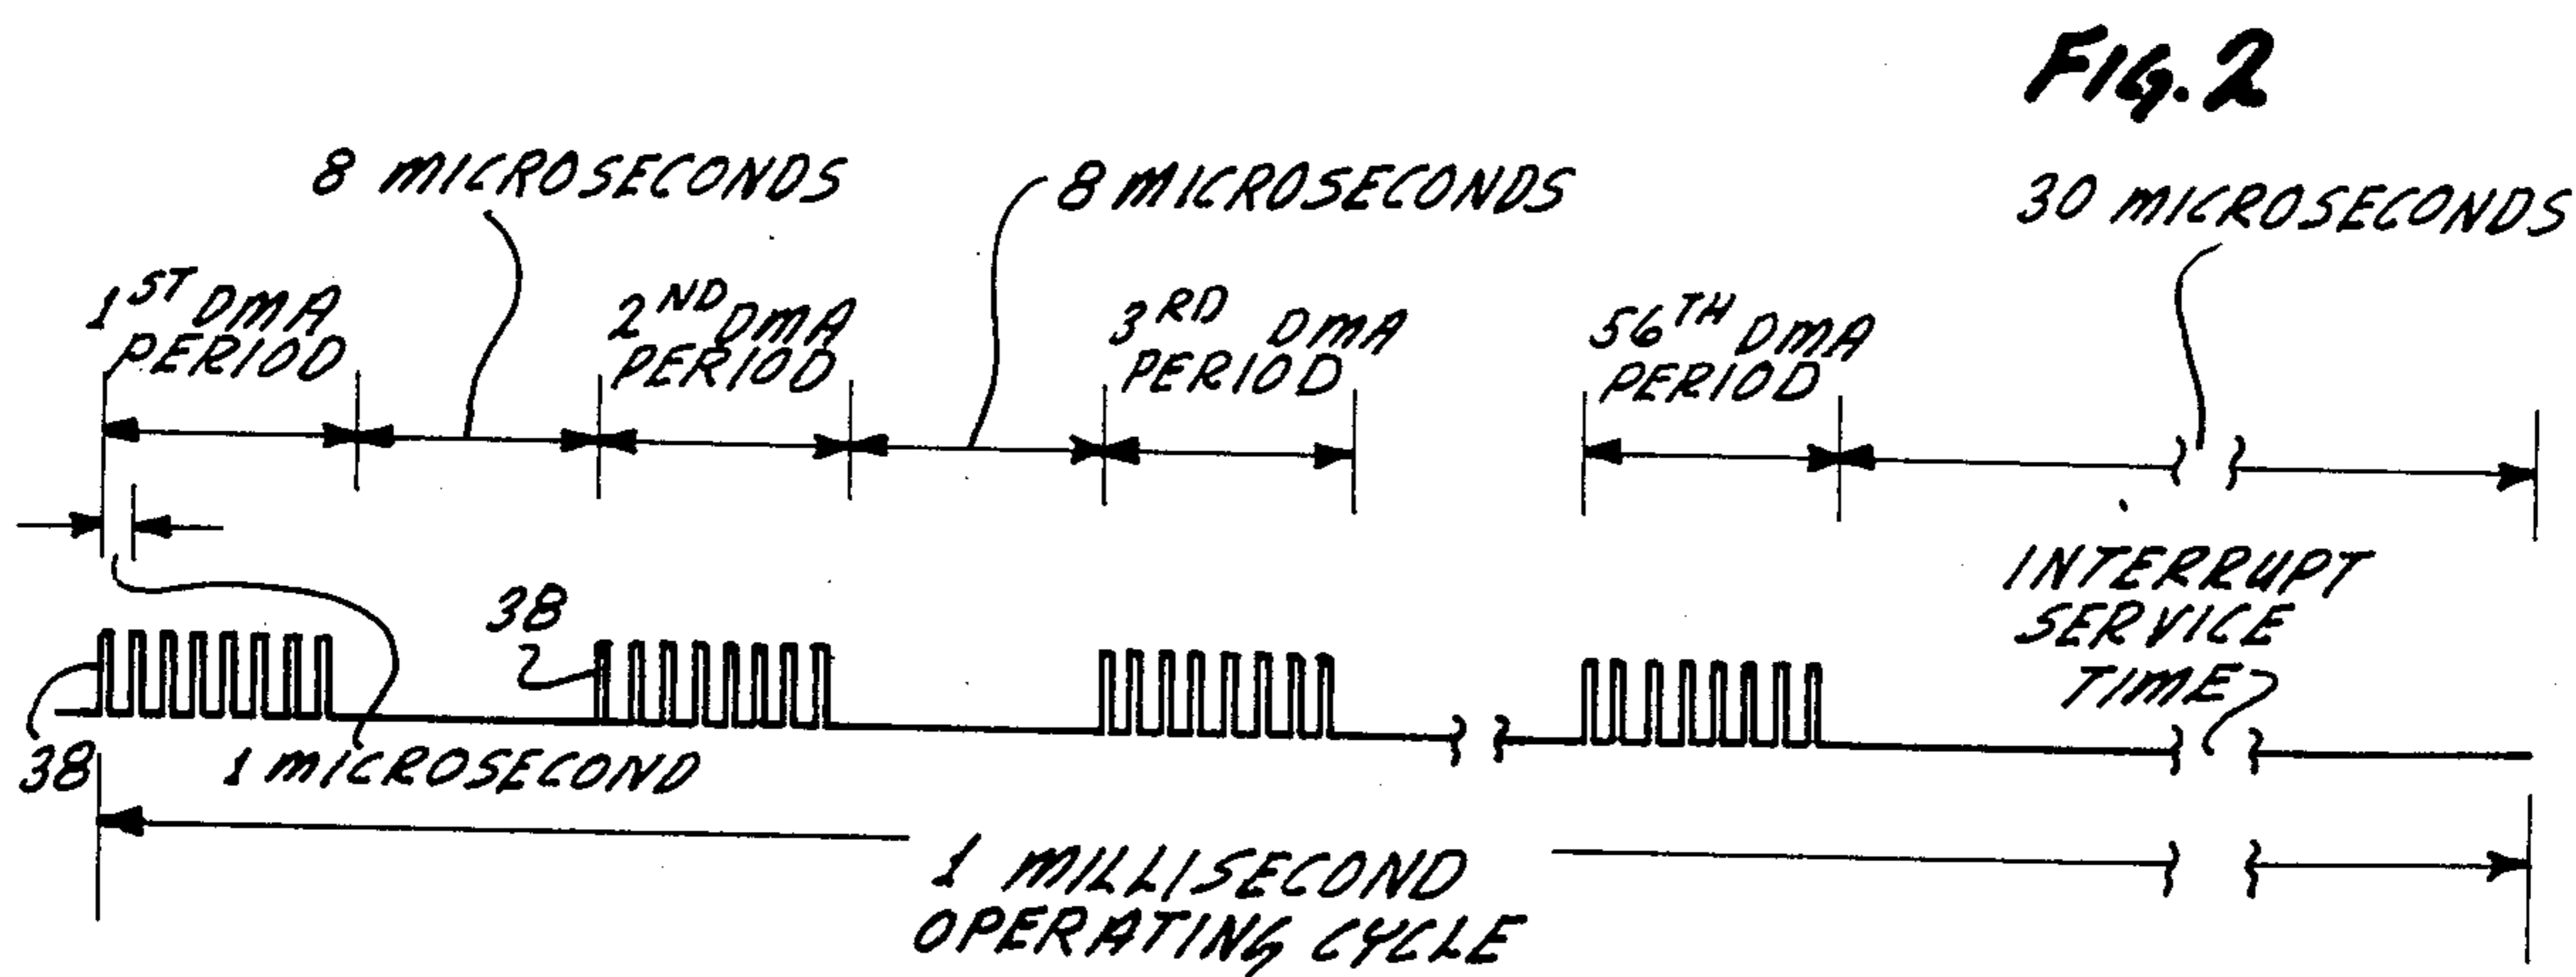 FIG. 2
8 MICROSECONDS
8 MICROSECONDS
30 MICROSECONDS
1ST DMA
PERIOD
2ND DMA
PERIOD
3RD DMA
PERIOD
56TH DMA
PERIOD
INTERRUPT
SERVICE
TIME
38
38
1 MICROSECOND
1 MILLISECOND
OPERATING CYCLE